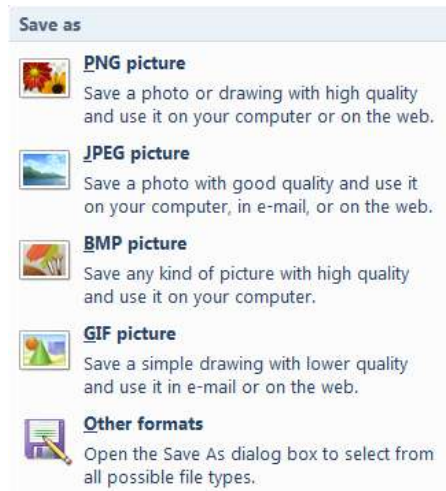 Save as
PNG picture
Save a photo or drawing with high quality
and use it on your computer or on the web.
JPEG picture
Save a photo with good quality and use it
on your computer, in e-mail, or on the web.
BMP picture
Save any kind of picture with high quality
and use it on your computer.
GIF picture
Save a simple drawing with lower quality
and use it in e-mail or on the web.
Other formats
Open the Save As dialog box to select from
all possible file types.